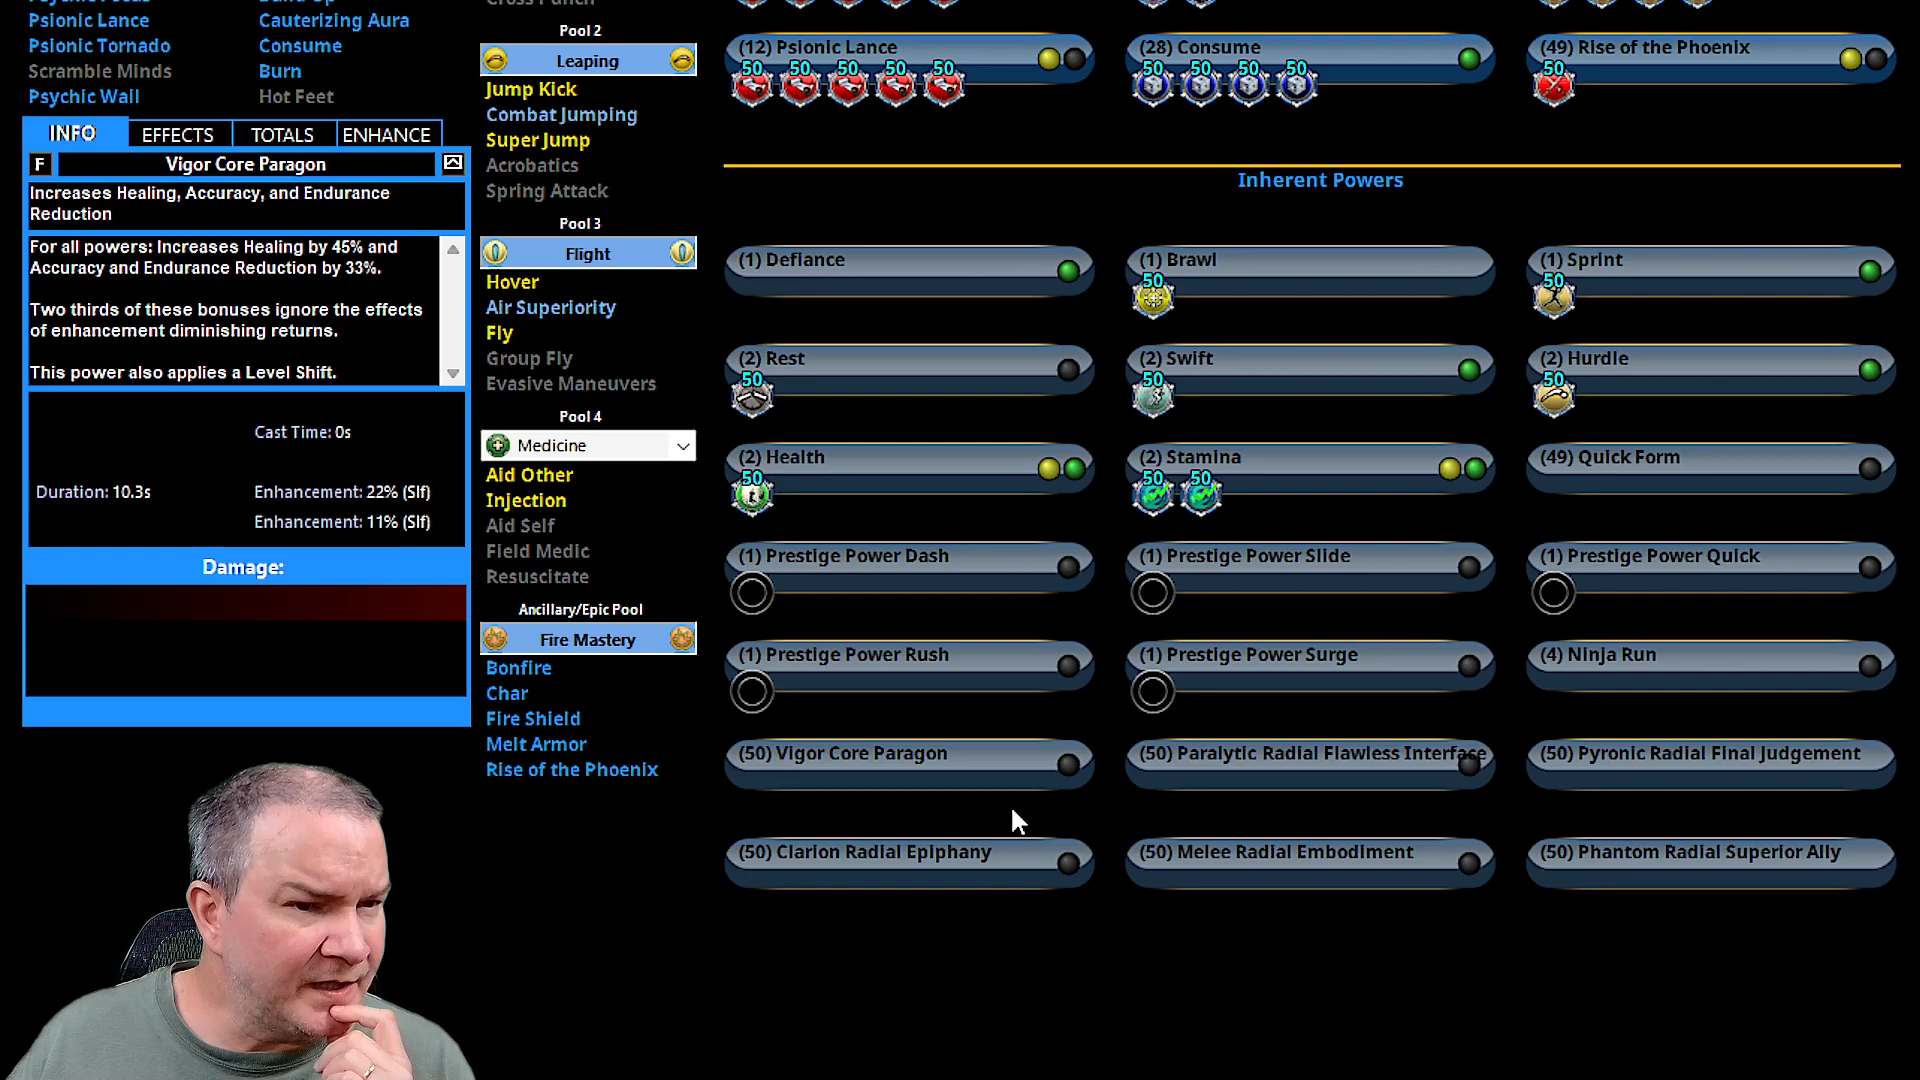 Psionic Lance
Cauterizing Aura
Psionic Tornado
Consume
Scramble Minds
Burn
Psychic Wall
Hot Feet
INFO
EFFECTS
TOTALS
ENHANCE
F
Vigor Core Paragon
Increases Healing, Accuracy, and Endurance
Reduction
For all powers: Increases Healing by 45% and
Accuracy and Endurance Reduction by 33%.
Two thirds of these bonuses ignore the effects
of enhancement diminishing returns.
This power also applies a Level Shift.
Cast Time: 0s
Duration: 10.3s
Enhancement: 22% (Slf)
Enhancement: 11% (Slf)
Damage:
Cross Punch
Pool 2
Leaping
Jump Kick
Combat Jumping
Super Jump
Acrobatics
Spring Attack
Pool 3
Flight
Hover
Air Superiority
Fly
Group Fly
Evasive Maneuvers
Pool 4
Medicine
Aid Other
Injection
Aid Self
Field Medic
Resuscitate
Ancillary/Epic Pool
Fire Mastery
Bonfire
Char
Fire Shield
Melt Armor
Rise of the Phoenix
(12) Psionic Lance
50 50 50 50 50
(28) Consume
50 50 50 50
(49) Rise of the Phoenix
50
Inherent Powers
(1) Defiance
(1) Brawl
50
(1) Sprint
50
(2) Rest
50
(2) Swift
50
(2) Hurdle
50
(2) Health
50
(2) Stamina
50 50
(49) Quick Form
(1) Prestige Power Dash
(1) Prestige Power Slide
(1) Prestige Power Quick
(1) Prestige Power Rush
(1) Prestige Power Surge
(4) Ninja Run
(50) Vigor Core Paragon
(50) Paralytic Radial Flawless Interface
(50) Pyronic Radial Final Judgement
(50) Clarion Radial Epiphany
(50) Melee Radial Embodiment
(50) Phantom Radial Superior Ally